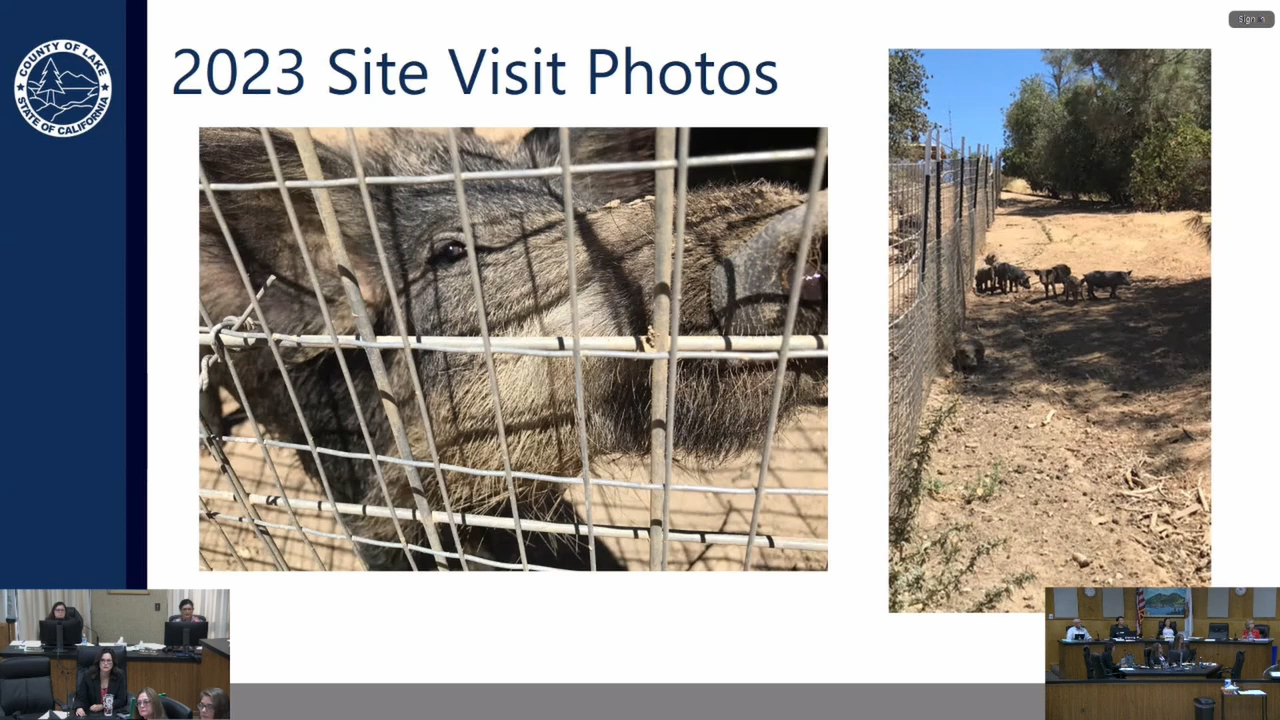 Sign in
COUNTY OF LAKE
STATE OF CALIFORNIA
2023 Site Visit Photos